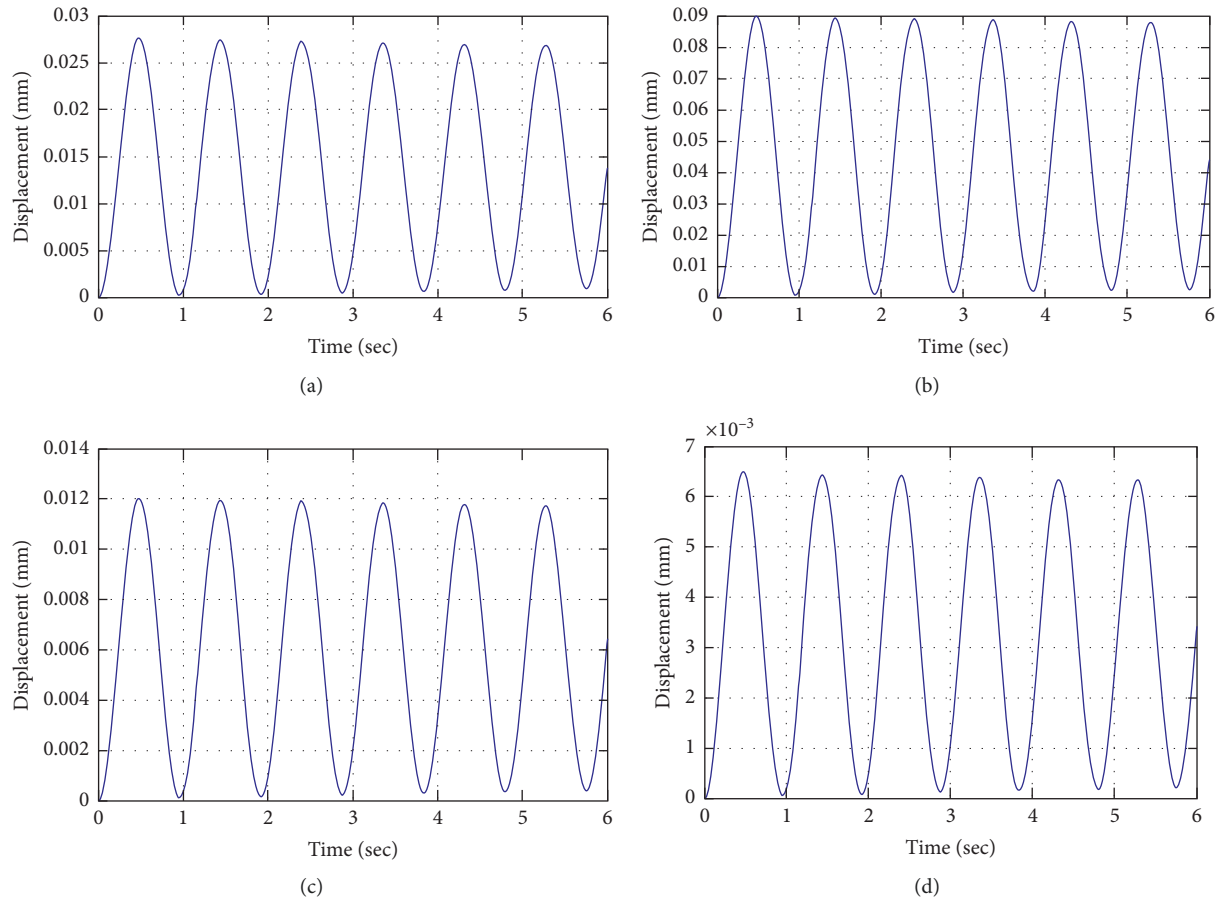 0.03
0.025
0.02
0.015
0.01
0.005
0
Displacement (mm)
0 1 2 3 4 5 6
Time (sec)
(a)
0.09
0.08
0.07
0.06
0.05
0.04
0.03
0.02
0.01
0
Displacement (mm)
0 1 2 3 4 5 6
Time (sec)
(b)
0.014
0.012
0.01
0.008
0.006
0.004
0.002
0
Displacement (mm)
0 1 2 3 4 5 6
Time (sec)
(c)
×10⁻³
7
6
5
4
3
2
1
0
Displacement (mm)
0 1 2 3 4 5 6
Time (sec)
(d)